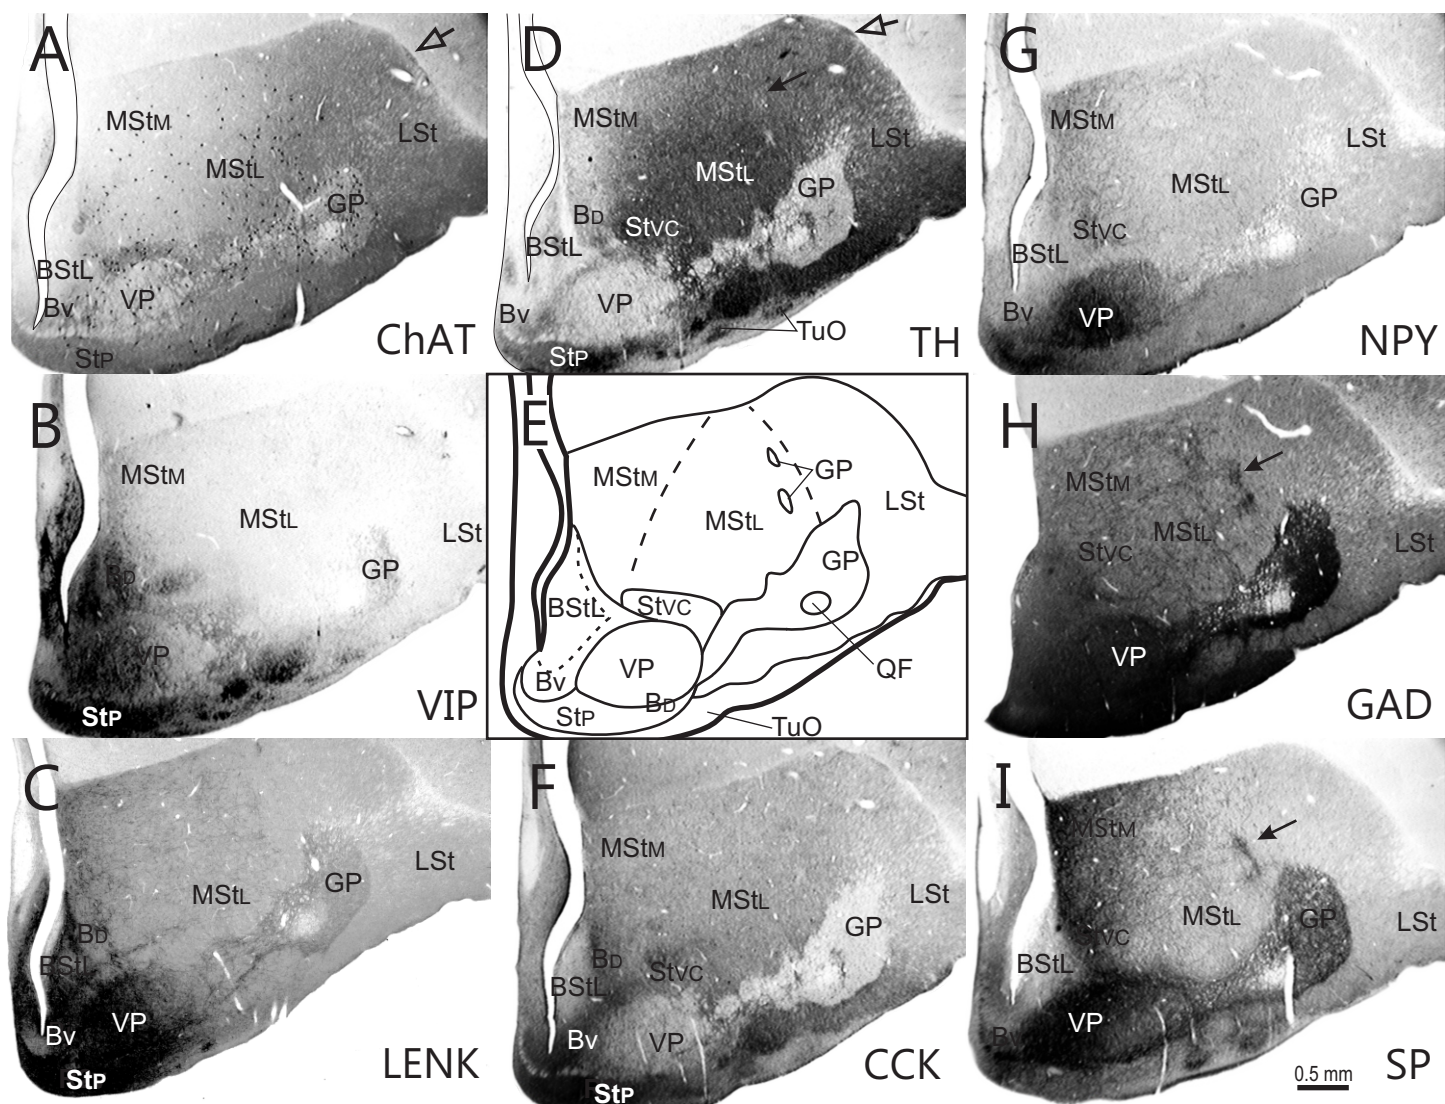 A
MStM
MStL
LSt
GP
BStL
VP
Bv
StP
ChAT
D
MStM
MStL
LSt
GP
BD
StVC
BStL
VP
Bv
TuO
StP
TH
G
MStM
LSt
MStL
GP
StVC
BStL
Bv
VP
NPY
B
MStM
MStL
LSt
BD
GP
VP
StP
VIP
E
MStM
GP
MStL
LSt
GP
BStL
StVC
VP
QF
Bv
BD
StP
TuO
H
MStM
MStL
StVC
LSt
VP
GAD
C
LSt
GP
MStL
BD
BStL
VP
Bv
StP
LENK
F
MStM
MStL
LSt
GP
BD
StVC
BStL
Bv
VP
StP
CCK
I
MStM
MStL
GP
LSt
VC
BStL
VP
Bv
SP
0.5 mm